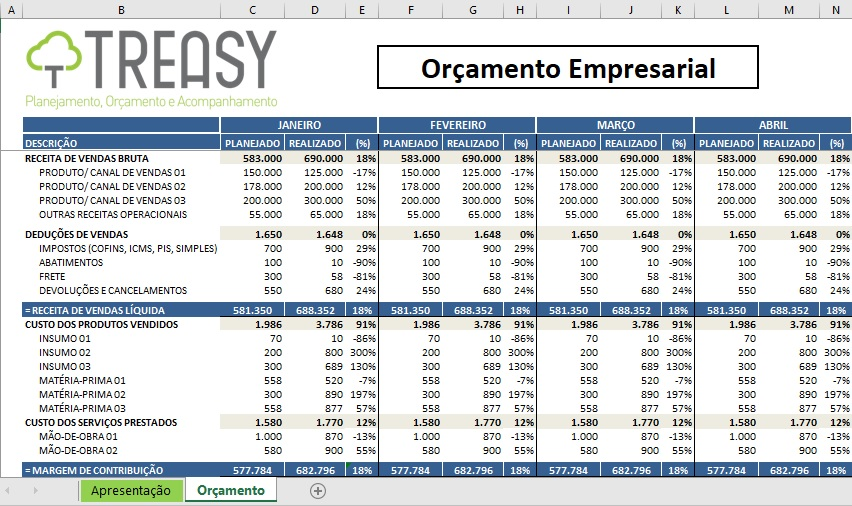 A B C D E F G H I J K L M N
TREASY
Planejamento, Orçamento e Acompanhamento
Orçamento Empresarial
JANEIRO FEVEREIRO MARÇO ABRIL
DESCRIÇÃO PLANEJADO REALIZADO (%) PLANEJADO REALIZADO (%) PLANEJADO REALIZADO (%) PLANEJADO REALIZADO (%)
RECEITA DE VENDAS BRUTA 583.000 690.000 18% 583.000 690.000 18% 583.000 690.000 18% 583.000 690.000 18%
PRODUTO/ CANAL DE VENDAS 01 150.000 125.000 -17% 150.000 125.000 -17% 150.000 125.000 -17% 150.000 125.000 -17%
PRODUTO/ CANAL DE VENDAS 02 178.000 200.000 12% 178.000 200.000 12% 178.000 200.000 12% 178.000 200.000 12%
PRODUTO/ CANAL DE VENDAS 03 200.000 300.000 50% 200.000 300.000 50% 200.000 300.000 50% 200.000 300.000 50%
OUTRAS RECEITAS OPERACIONAIS 55.000 65.000 18% 55.000 65.000 18% 55.000 65.000 18% 55.000 65.000 18%
DEDUÇÕES DE VENDAS 1.650 1.648 0% 1.650 1.648 0% 1.650 1.648 0% 1.650 1.648 0%
IMPOSTOS (COFINS, ICMS, PIS, SIMPLES) 700 900 29% 700 900 29% 700 900 29% 700 900 29%
ABATIMENTOS 100 10 -90% 100 10 -90% 100 10 -90% 100 10 -90%
FRETE 300 58 -81% 300 58 -81% 300 58 -81% 300 58 -81%
DEVOLUÇÕES E CANCELAMENTOS 550 680 24% 550 680 24% 550 680 24% 550 680 24%
= RECEITA DE VENDAS LÍQUIDA 581.350 688.352 18% 581.350 688.352 18% 581.350 688.352 18% 581.350 688.352 18%
CUSTO DOS PRODUTOS VENDIDOS 1.986 3.786 91% 1.986 3.786 91% 1.986 3.786 91% 1.986 3.786 91%
INSUMO 01 70 10 -86% 70 10 -86% 70 10 -86% 70 10 -86%
INSUMO 02 200 800 300% 200 800 300% 200 800 300% 200 800 300%
INSUMO 03 300 689 130% 300 689 130% 300 689 130% 300 689 130%
MATÉRIA-PRIMA 01 558 520 -7% 558 520 -7% 558 520 -7% 558 520 -7%
MATÉRIA-PRIMA 02 300 890 197% 300 890 197% 300 890 197% 300 890 197%
MATÉRIA-PRIMA 03 558 877 57% 558 877 57% 558 877 57% 558 877 57%
CUSTO DOS SERVIÇOS PRESTADOS 1.580 1.770 12% 1.580 1.770 12% 1.580 1.770 12% 1.580 1.770 12%
MÃO-DE-OBRA 01 1.000 870 -13% 1.000 870 -13% 1.000 870 -13% 1.000 870 -13%
MÃO-DE-OBRA 02 580 900 55% 580 900 55% 580 900 55% 580 900 55%
= MARGEM DE CONTRIBUIÇÃO 577.784 682.796 18% 577.784 682.796 18% 577.784 682.796 18% 577.784 682.796 18%
Apresentação Orçamento